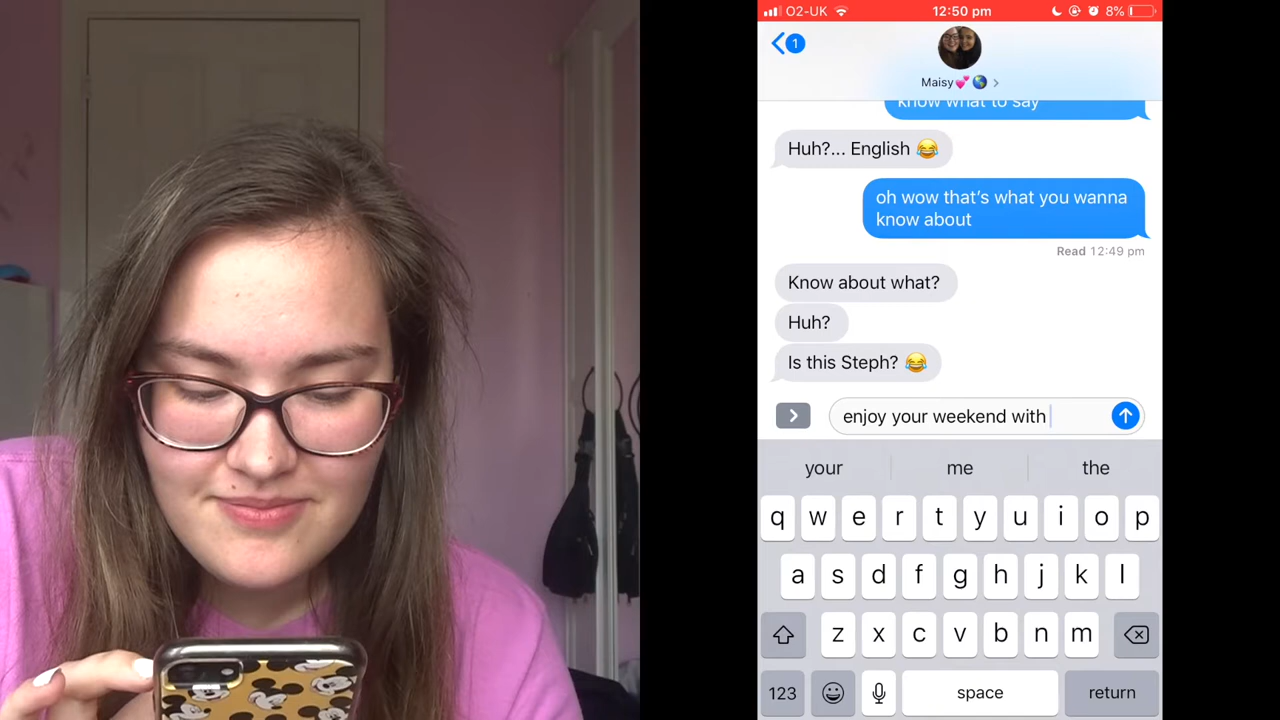 O2-UK
12:50 pm
8%
1
Maisy💕🌎 >
know what to say
Huh?... English 😂
oh wow that's what you wanna
know about
Read 12:49 pm
Know about what?
Huh?
Is this Steph? 😂
enjoy your weekend with
your me the
q w e r t y u i o p
a s d f g h j k l
z x c v b n m
123 space return